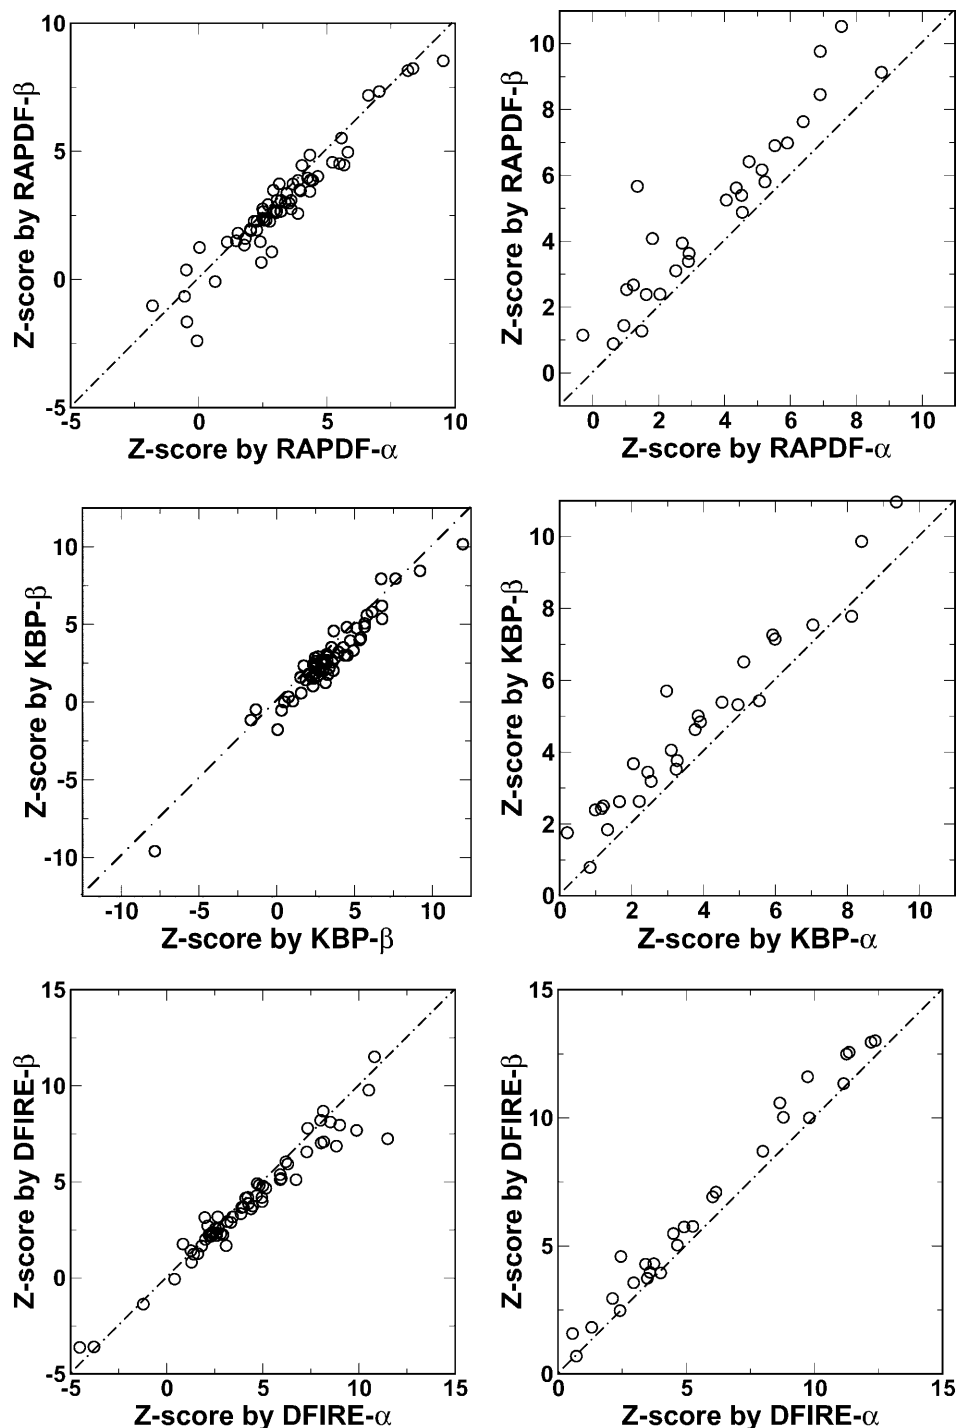 10
5
0
-5
-5 0 5 10
Z-score by RAPDF-β
Z-score by RAPDF-α
10
8
6
4
2
0
0 2 4 6 8 10
Z-score by RAPDF-β
Z-score by RAPDF-α
10
5
0
-5
-10
-10 -5 0 5 10
Z-score by KBP-β
Z-score by KBP-β
10
8
6
4
2
0
0 2 4 6 8 10
Z-score by KBP-β
Z-score by KBP-α
15
10
5
0
-5
-5 0 5 10 15
Z-score by DFIRE-β
Z-score by DFIRE-α
15
10
5
0
0 5 10 15
Z-score by DFIRE-β
Z-score by DFIRE-α